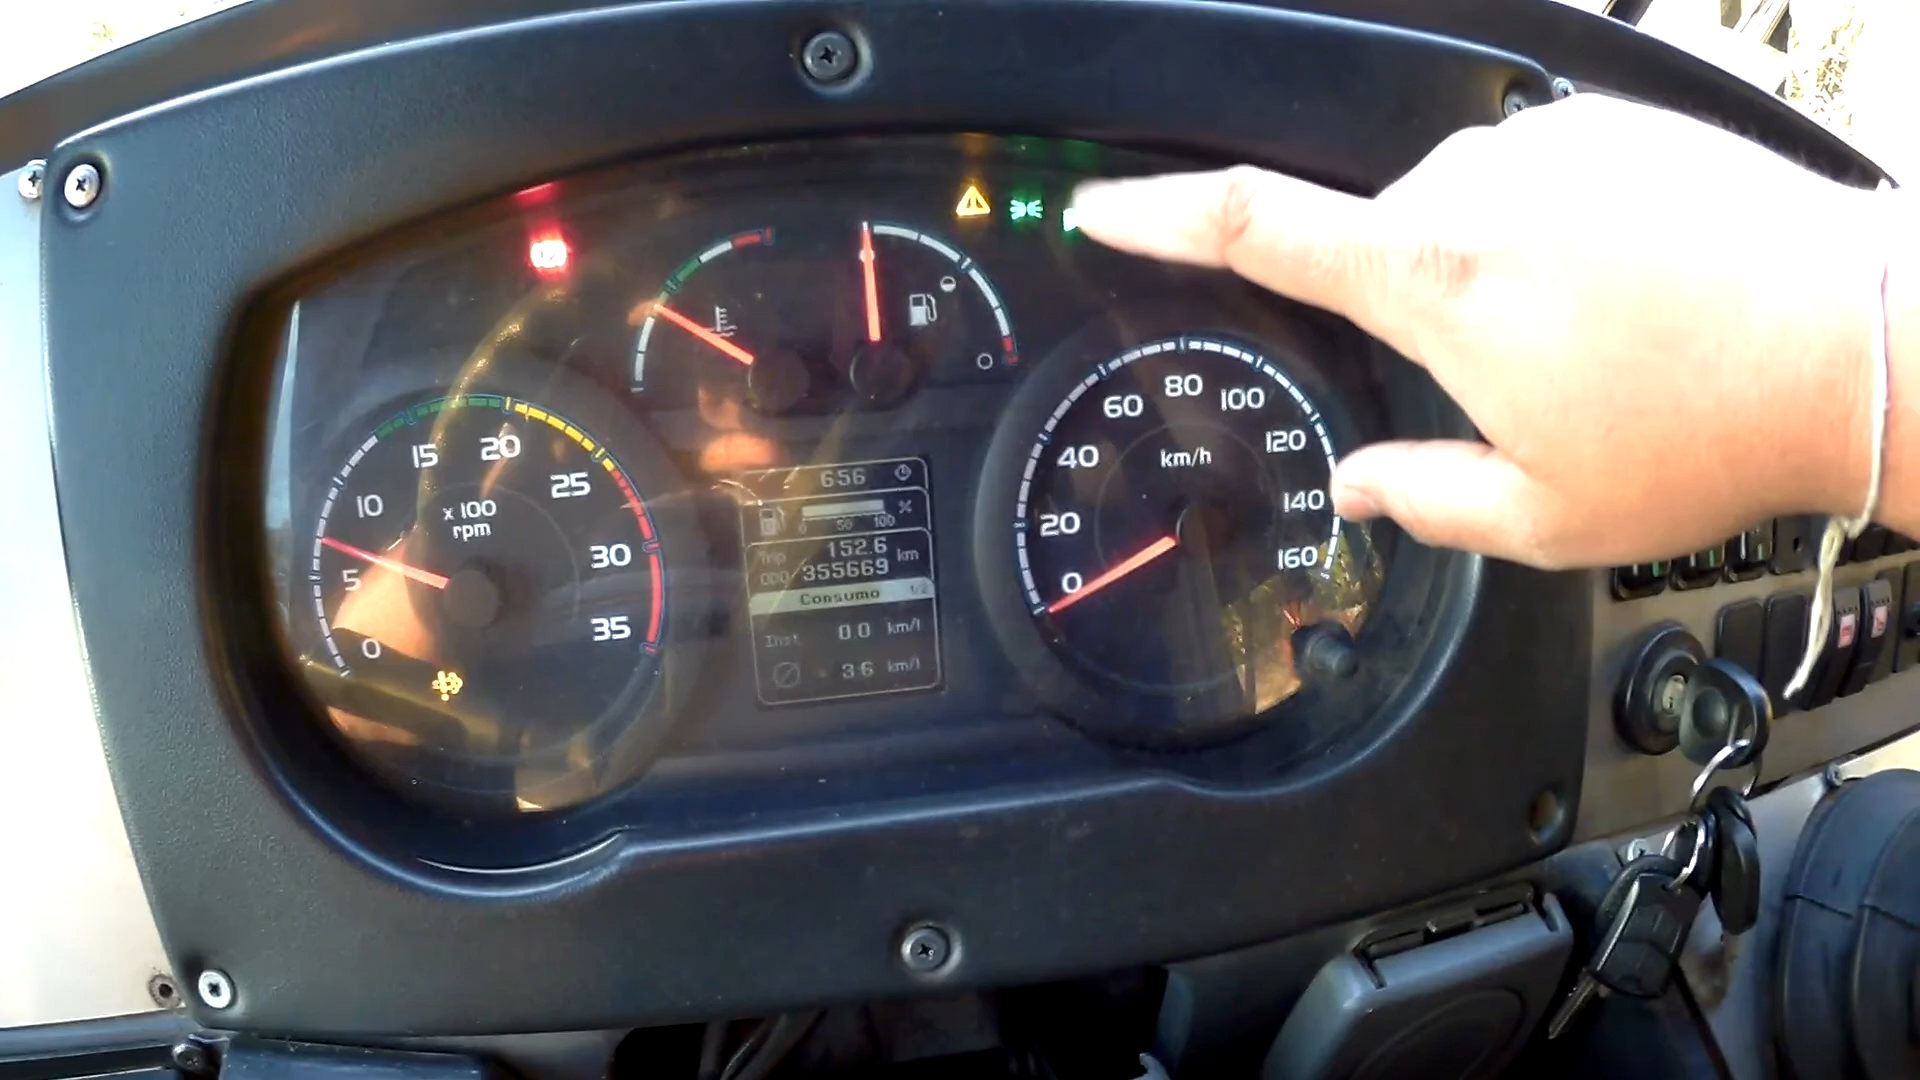 15
20
10
25
x 100
rpm
5
30
0
35
656
0 50 100 %
Trip 152.6 km
ODO 355669
Consumo 1/2
Inst 0.0 km/l
3.6 km/l
80
60
100
40
km/h
120
20
140
0
160